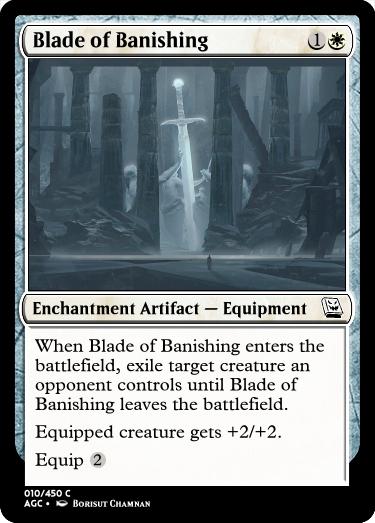 Blade of Banishing 1
Enchantment Artifact — Equipment
When Blade of Banishing enters the
battlefield, exile target creature an
opponent controls until Blade of
Banishing leaves the battlefield.
Equipped creature gets +2/+2.
Equip 2
010/450 C
AGC • Borisut Chamnan